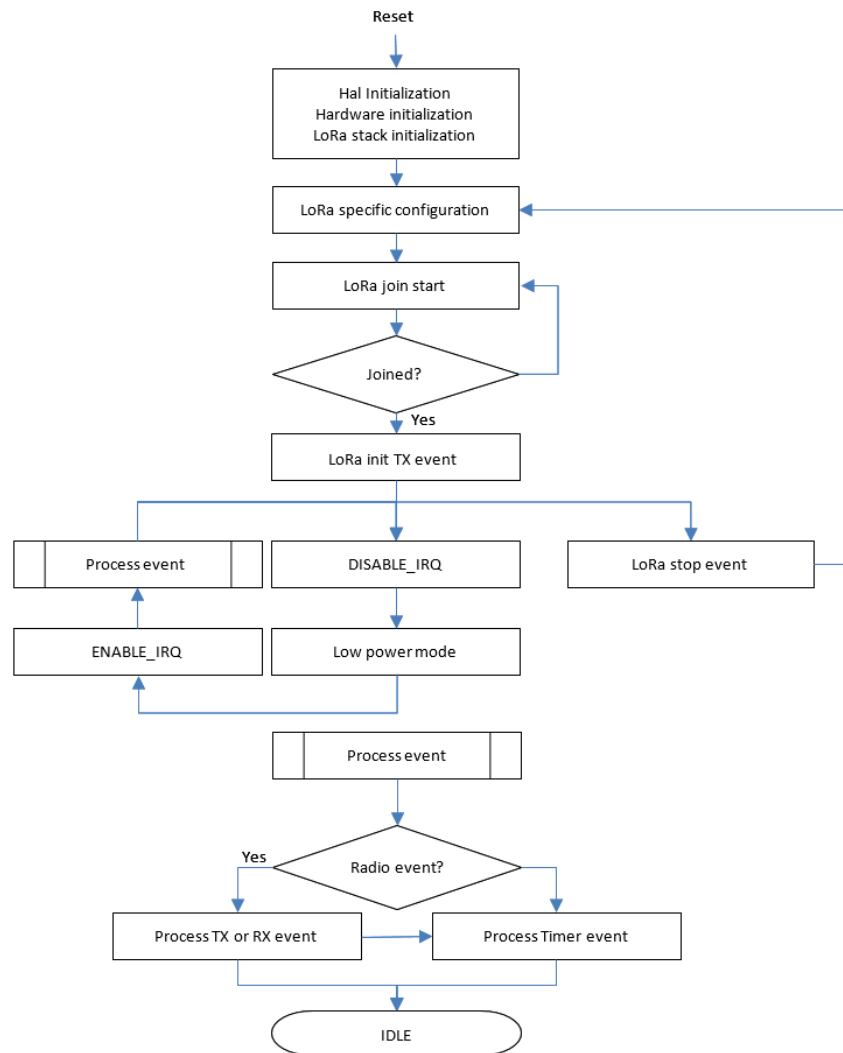 Reset
Hal Initialization
Hardware initialization
LoRa stack initialization
LoRa specific configuration
LoRa join start
Joined?
Yes
LoRa init TX event
Process event
DISABLE_IRQ
LoRa stop event
ENABLE_IRQ
Low power mode
Process event
Yes
Radio event?
Process TX or RX event
Process Timer event
IDLE